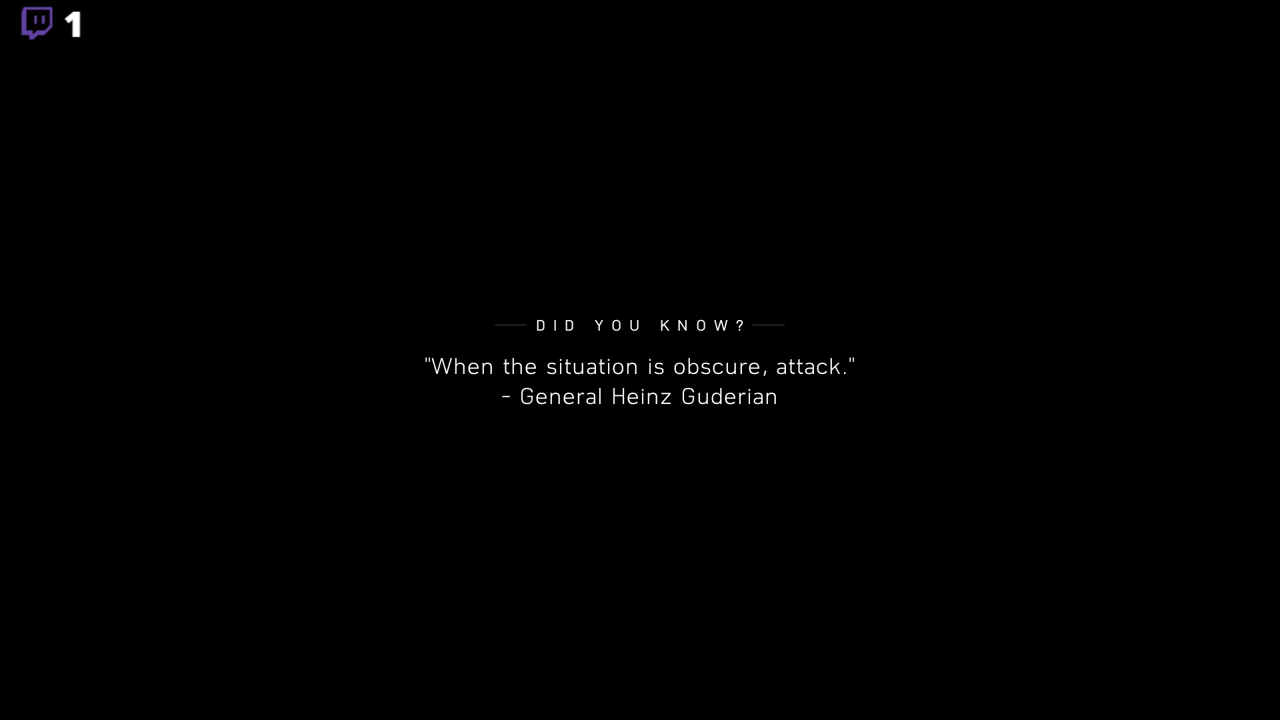 1
DID YOU KNOW?
"When the situation is obscure, attack."
- General Heinz Guderian